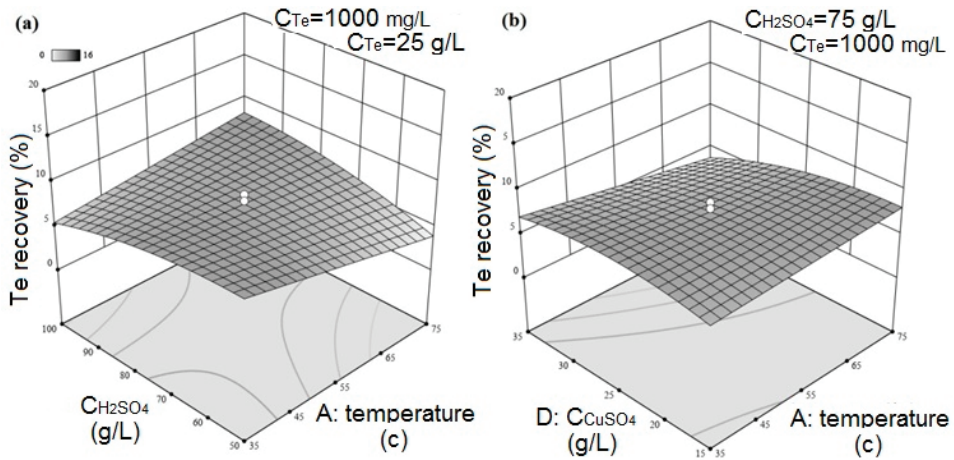 (a)
CTe=1000 mg/L
CTe=25 g/L
0 16
20
15
10
5
0
Te recovery (%)
100
90
80
70
60
50
35
45
55
65
75
CH2SO4
(g/L)
A: temperature
(c)
(b)
CH2SO4=75 g/L
CTe=1000 mg/L
20
5
10
5
0
Te recovery (%)
35
30
25
20
15
35
45
55
65
75
D: CCuSO4
(g/L)
A: temperature
(c)